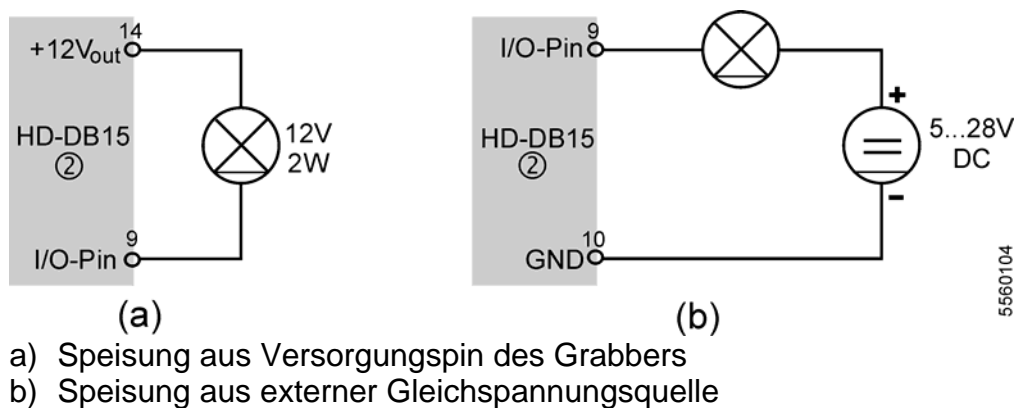 14
+12Vout
HD-DB15
②
12V
2W
9
I/O-Pin
(a)
9
I/O-Pin
HD-DB15
②
+
5...28V
DC
-
10
GND
(b)
5560104
a) Speisung aus Versorgungspin des Grabbers
b) Speisung aus externer Gleichspannungsquelle